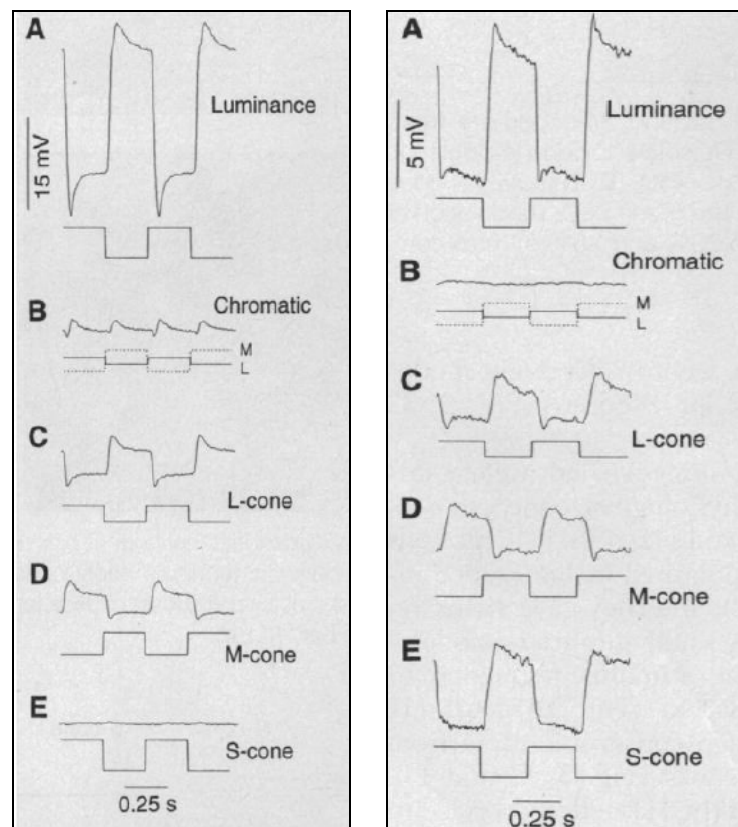 A
Luminance
15 mV
B
Chromatic
M
L
C
L-cone
D
M-cone
E
S-cone
0.25 s
A
Luminance
5 mV
Chromatic
B
M
L
C
L-cone
D
M-cone
E
S-cone
0.25 s